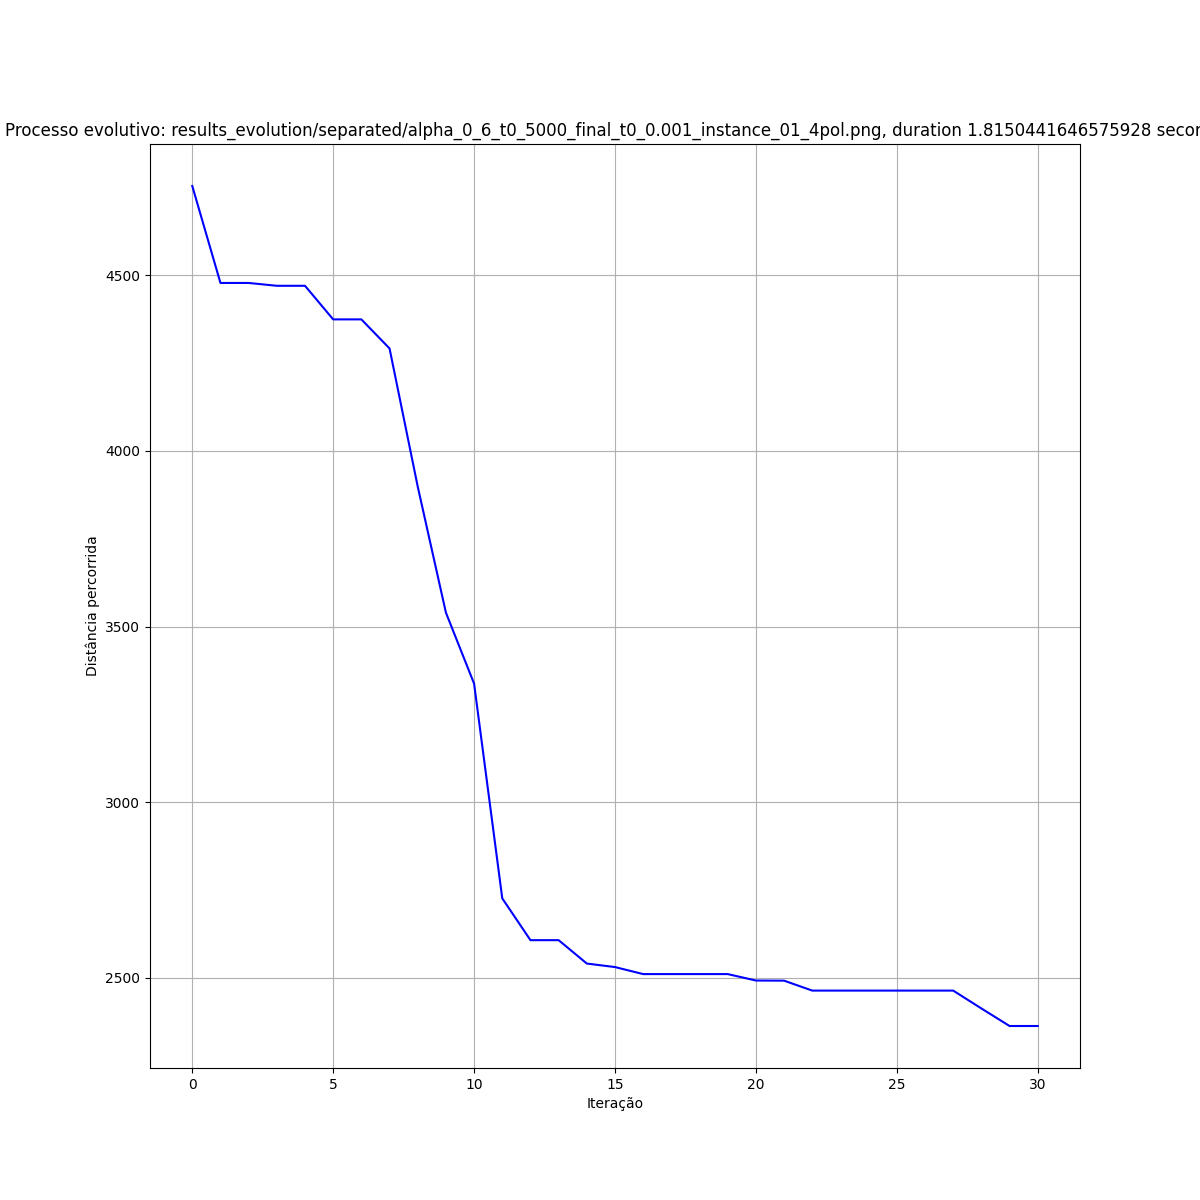 Processo evolutivo: results_evolution/separated/alpha_0_6_t0_5000_final_t0_0.001_instance_01_4pol.png, duration 1.8150441646575928 secor
4500
4000
3500
3000
2500
Distância percorrida
0 5 10 15 20 25 30
Iteração